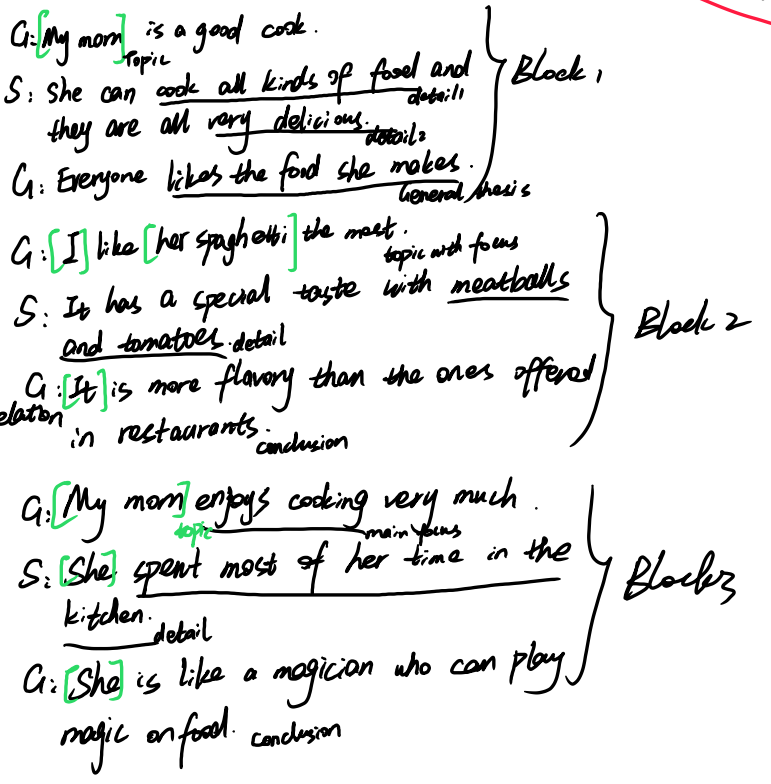 G: [My mom] is a good cook.
Topic
S: She can cook all kinds of food and
detail1
they are all very delicious.
detail2
G: Everyone likes the food she makes.
General thesis
Block 1
G: [I] like [her spaghetti] the most.
topic with focus
S: It has a special taste with meatballs
and tomatoes. detail
G: [It] is more flavory than the ones offered
elation
in restaurants. conclusion
Block 2
G: [My mom] enjoys cooking very much.
topic
main focus
S: [She] spent most of her time in the
kitchen. detail
G: [She] is like a magician who can play
magic on food. conclusion
Block 3